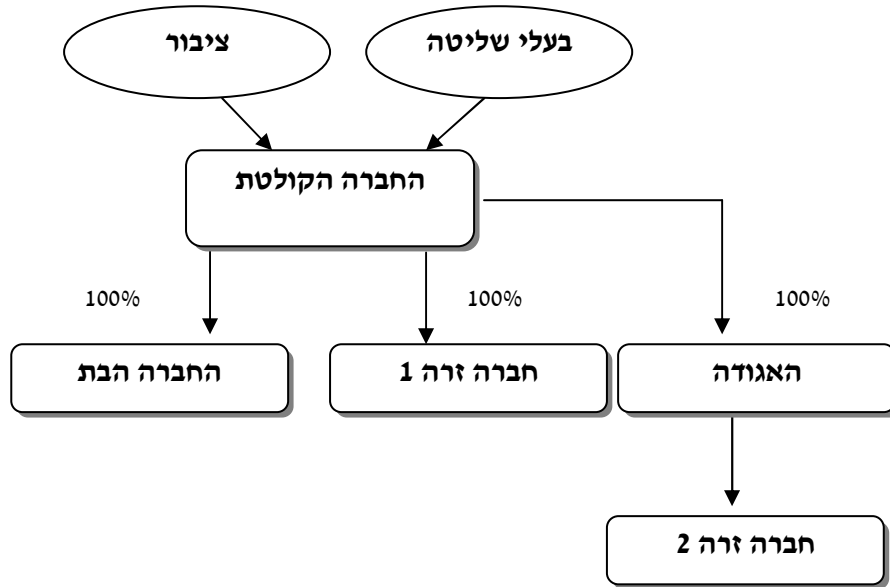 בעלי שליטה
ציבור
החברה הקולטת
100%
100%
100%
האגודה
חברה זרה 1
החברה הבת
חברה זרה 2